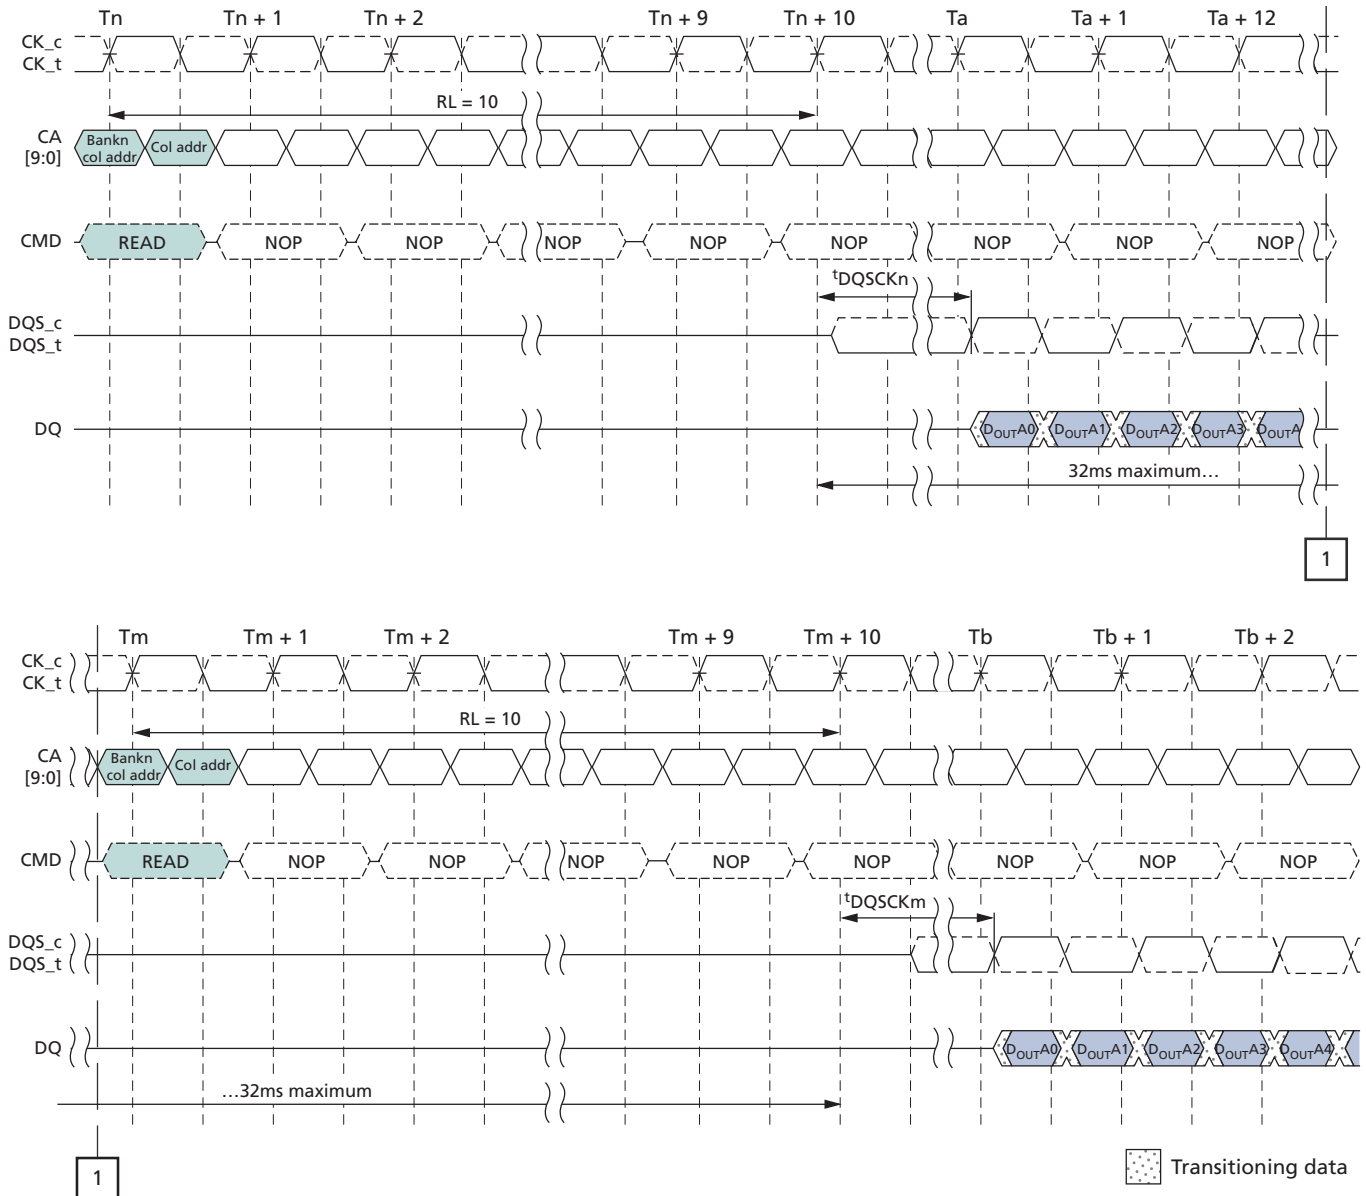 Tn Tn + 1 Tn + 2 Tn + 9 Tn + 10 Ta Ta + 1 Ta + 12
CK_c
CK_t
RL = 10
CA
[9:0]
Bankn
col addr
Col addr
CMD READ NOP NOP NOP NOP NOP NOP NOP NOP
tDQSCKn
DQS_c
DQS_t
DQ DOUTA0 DOUTA1 DOUTA2 DOUTA3 DOUTA
32ms maximum…
1
Tm Tm + 1 Tm + 2 Tm + 9 Tm + 10 Tb Tb + 1 Tb + 2
CK_c
CK_t
RL = 10
CA
[9:0]
Bankn
col addr
Col addr
CMD READ NOP NOP NOP NOP NOP NOP NOP NOP
tDQSCKm
DQS_c
DQS_t
DQ DOUTA0 DOUTA1 DOUTA2 DOUTA3 DOUTA4
…32ms maximum
1
Transitioning data